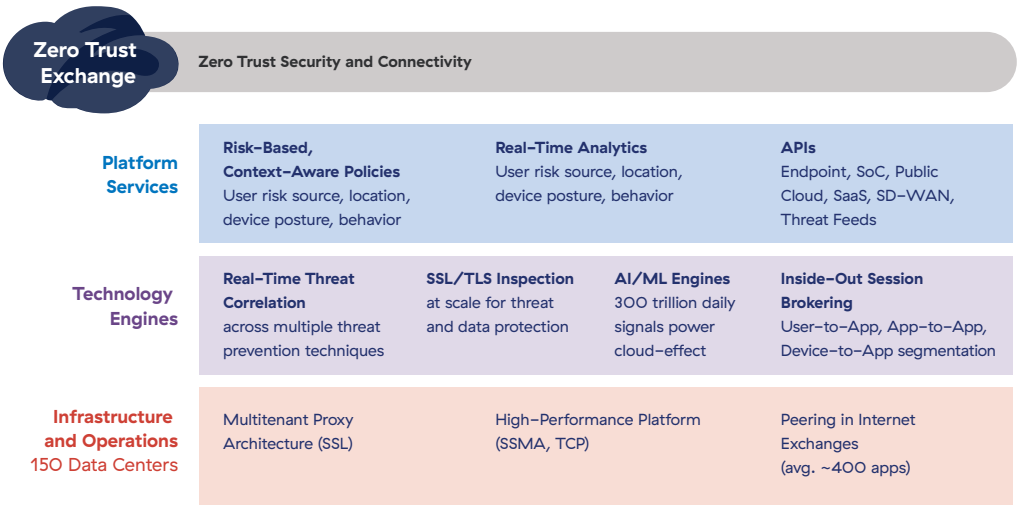 Zero Trust
Exchange
Zero Trust Security and Connectivity
Platform
Services
Risk-Based,
Context-Aware Policies
User risk source, location,
device posture, behavior
Real-Time Analytics
User risk source, location,
device posture, behavior
APIs
Endpoint, SoC, Public
Cloud, SaaS, SD-WAN,
Threat Feeds
Technology
Engines
Real-Time Threat
Correlation
across multiple threat
prevention techniques
SSL/TLS Inspection
at scale for threat
and data protection
AI/ML Engines
300 trillion daily
signals power
cloud-effect
Inside-Out Session
Brokering
User-to-App, App-to-App,
Device-to-App segmentation
Infrastructure
and Operations
150 Data Centers
Multitenant Proxy
Architecture (SSL)
High-Performance Platform
(SSMA, TCP)
Peering in Internet
Exchanges
(avg. ~400 apps)